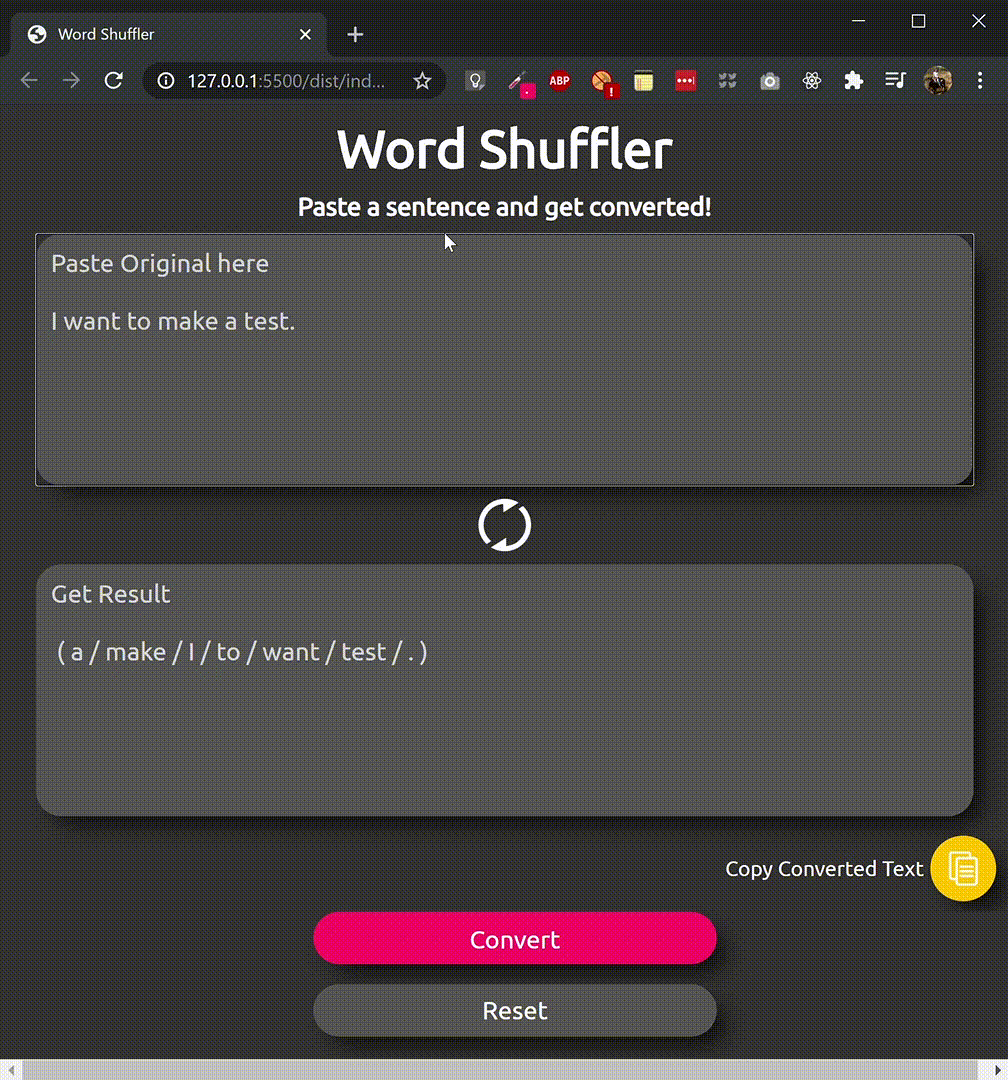 Word Shuffler
127.0.0.1:5500/dist/ind...
ABP
Word Shuffler
Paste a sentence and get converted!
Paste Original here
I want to make a test.
Get Result
( a / make / I / to / want / test / . )
Copy Converted Text
Convert
Reset